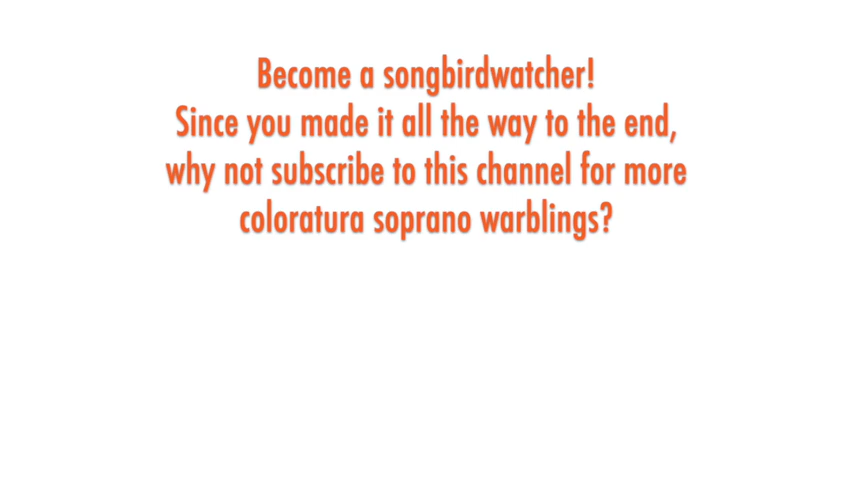 Become a songbirdwatcher!
Since you made it all the way to the end,
why not subscribe to this channel for more
coloratura soprano warblings?